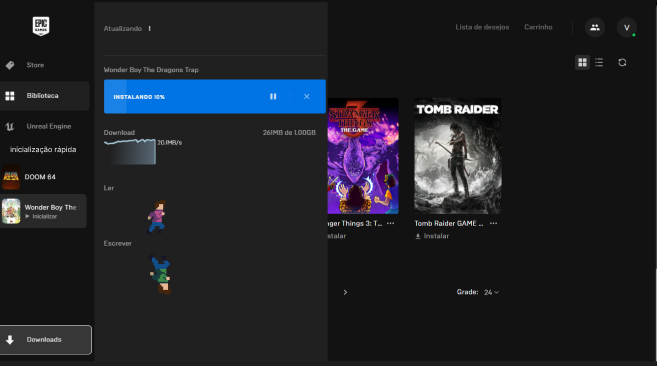 EPIC
GAMES
Store
Biblioteca
Unreal Engine
inicialização rápida
DOOM 64
Wonder Boy The
Inicializar
Downloads
Atualizando 1
Wonder Boy The Dragons Trap
INSTALANDO 10%
Download 261MB de 1.00GB
20.1MB/s
Ler
Escrever
Lista de desejos Carrinho V
STRANGER
THINGS
3
THE GAME
nger Things 3: T... ...
nstalar
TOMB RAIDER
Tomb Raider GAME ... ...
Instalar
Grade: 24